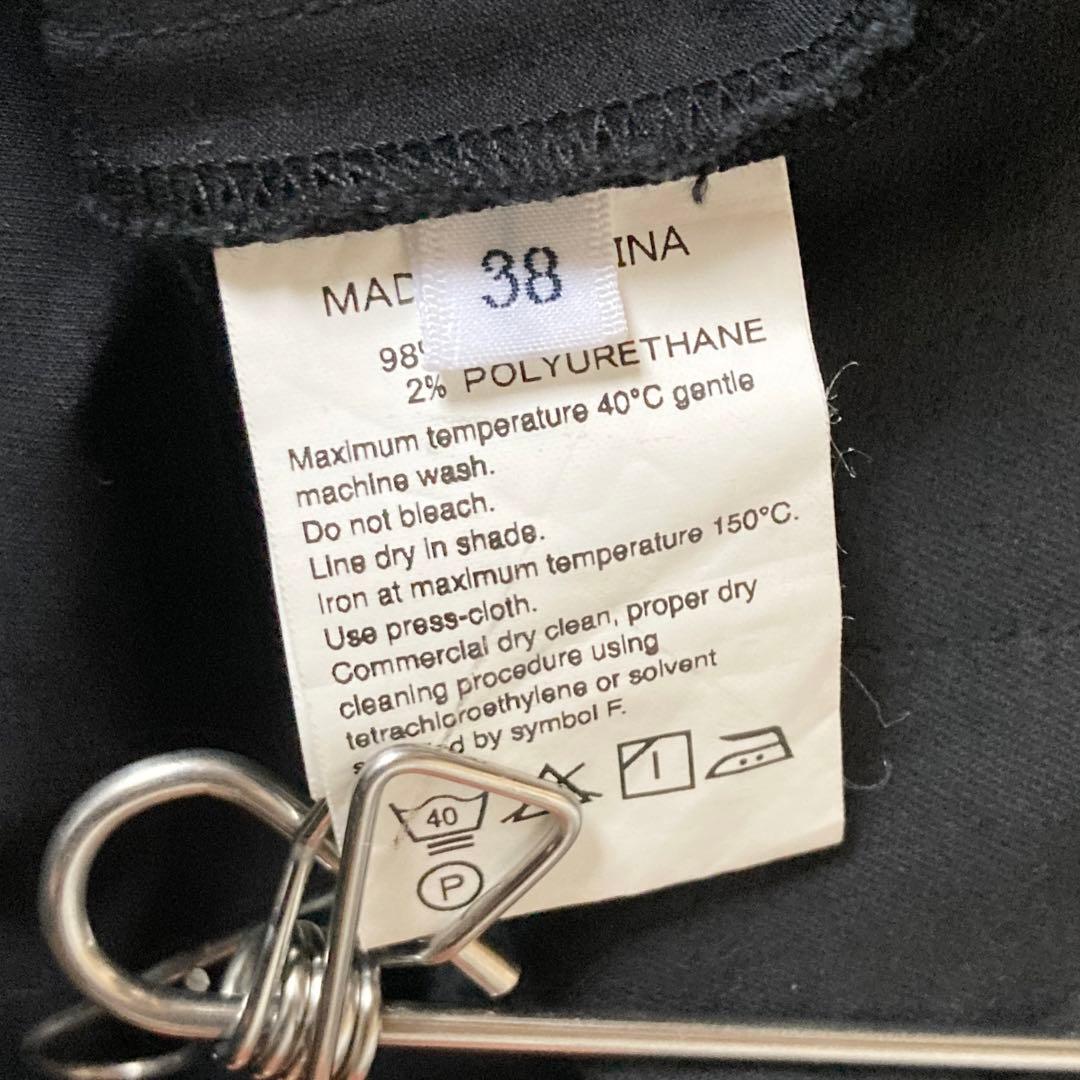 38
MAD INA
98%
2% POLYURETHANE
Maximum temperature 40°C gentle
machine wash.
Do not bleach.
Line dry in shade.
Iron at maximum temperature 150°C.
Use press-cloth.
Commercial dry clean, proper dry
cleaning procedure using
tetrachloroethylene or solvent
by symbol F.
40
P